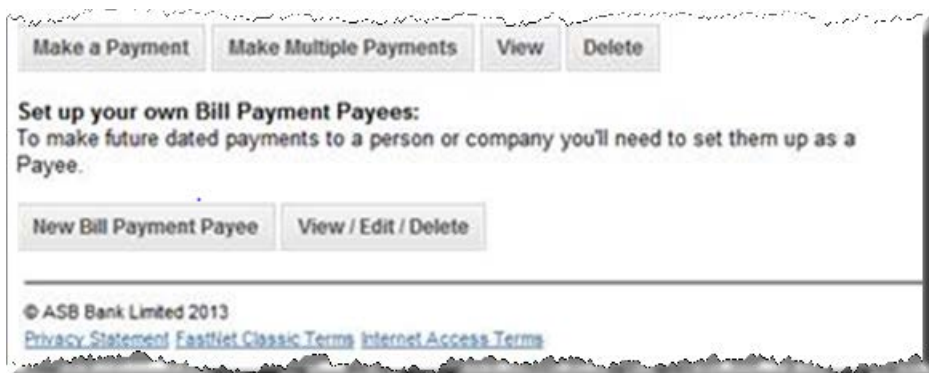 Make a Payment Make Multiple Payments View Delete
Set up your own Bill Payment Payees:
To make future dated payments to a person or company you'll need to set them up as a
Payee.
New Bill Payment Payee View / Edit / Delete
© ASB Bank Limited 2013
Privacy Statement FastNet Classic Terms Internet Access Terms